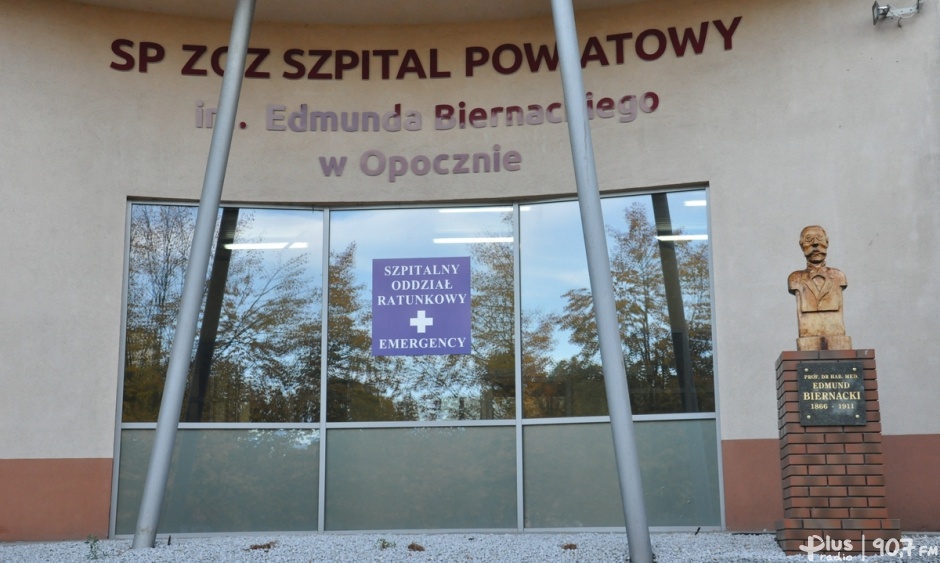 SP ZOZ SZPITAL POWIATOWY
im. Edmunda Biernackiego
w Opocznie
SZPITALNY
ODDZIAŁ
RATUNKOWY
EMERGENCY
PROF. DR HAB. MED.
EDMUND
BIERNACKI
1866 - 1911
Plus radio 90,7 FM